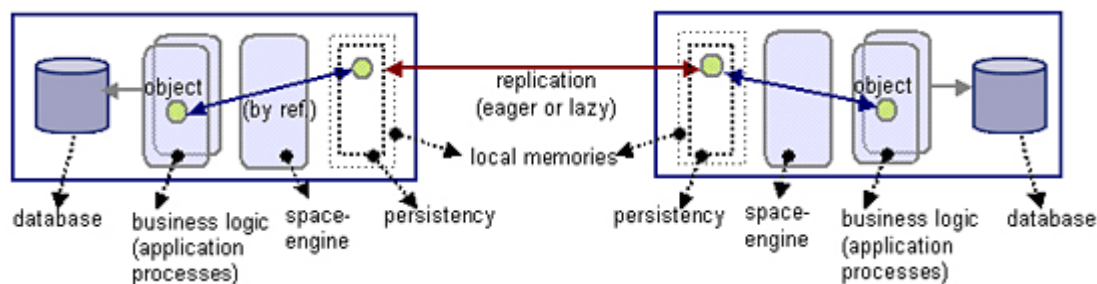 object
(by ref.)
replication
(eager or lazy)
object
local memories
database
business logic
(application
processes)
space-
engine
persistency
persistency
space-
engine
business logic
(application
processes)
database